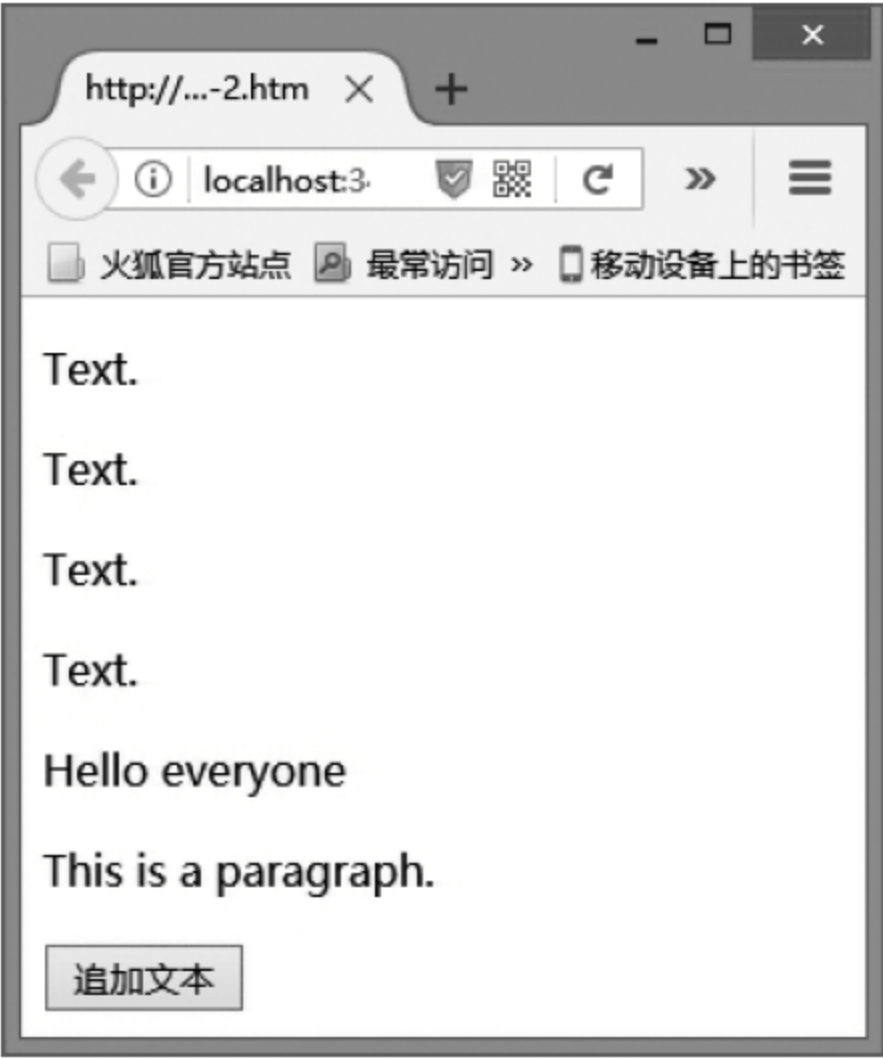 http://...-2.htm
localhost:3
火狐官方站点 最常访问 » 移动设备上的书签
Text.
Text.
Text.
Text.
Hello everyone
This is a paragraph.
追加文本